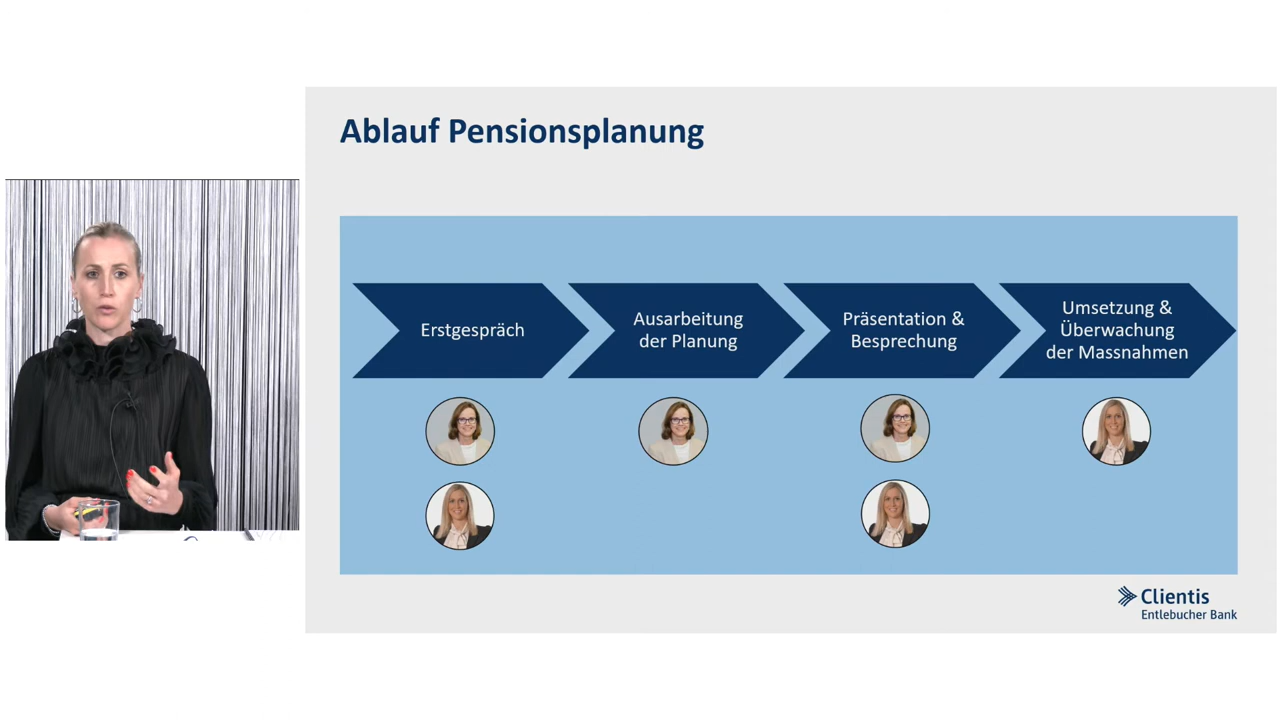 Ablauf Pensionsplanung
Erstgespräch
Ausarbeitung
der Planung
Präsentation &
Besprechung
Umsetzung &
Überwachung
der Massnahmen
Clientis
Entlebucher Bank